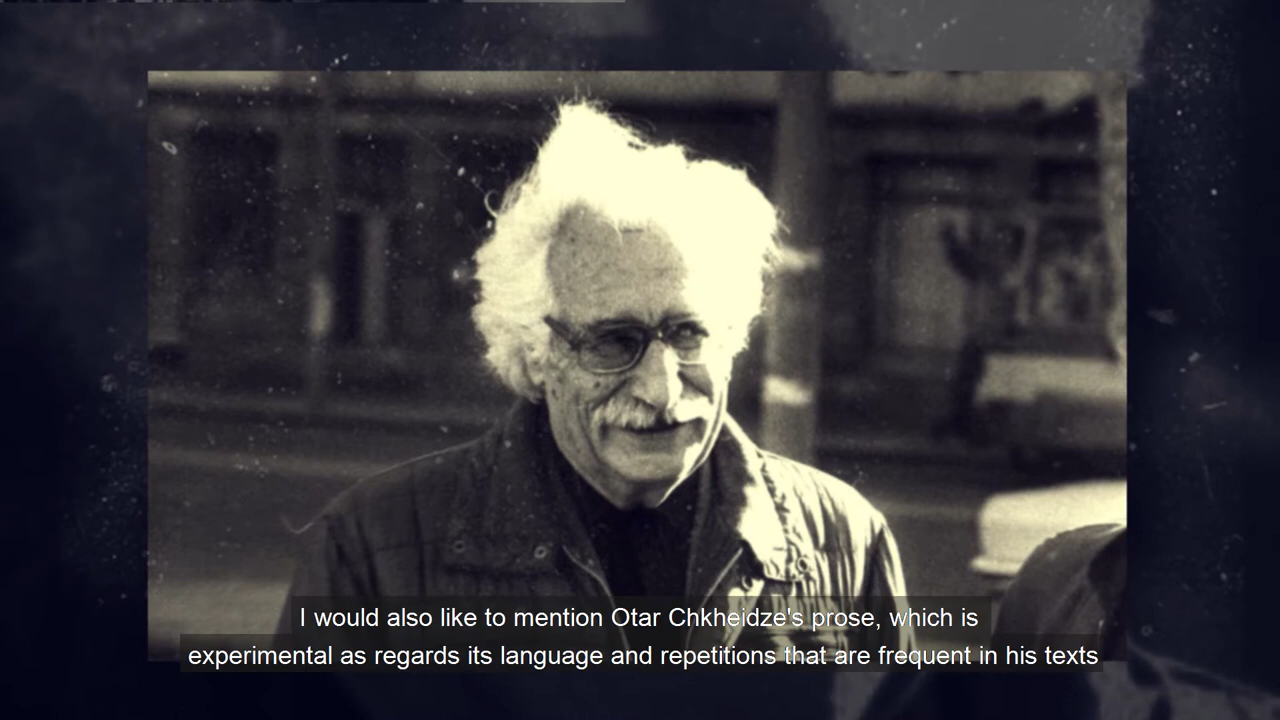 I would also like to mention Otar Chkheidze's prose, which is
experimental as regards its language and repetitions that are frequent in his texts